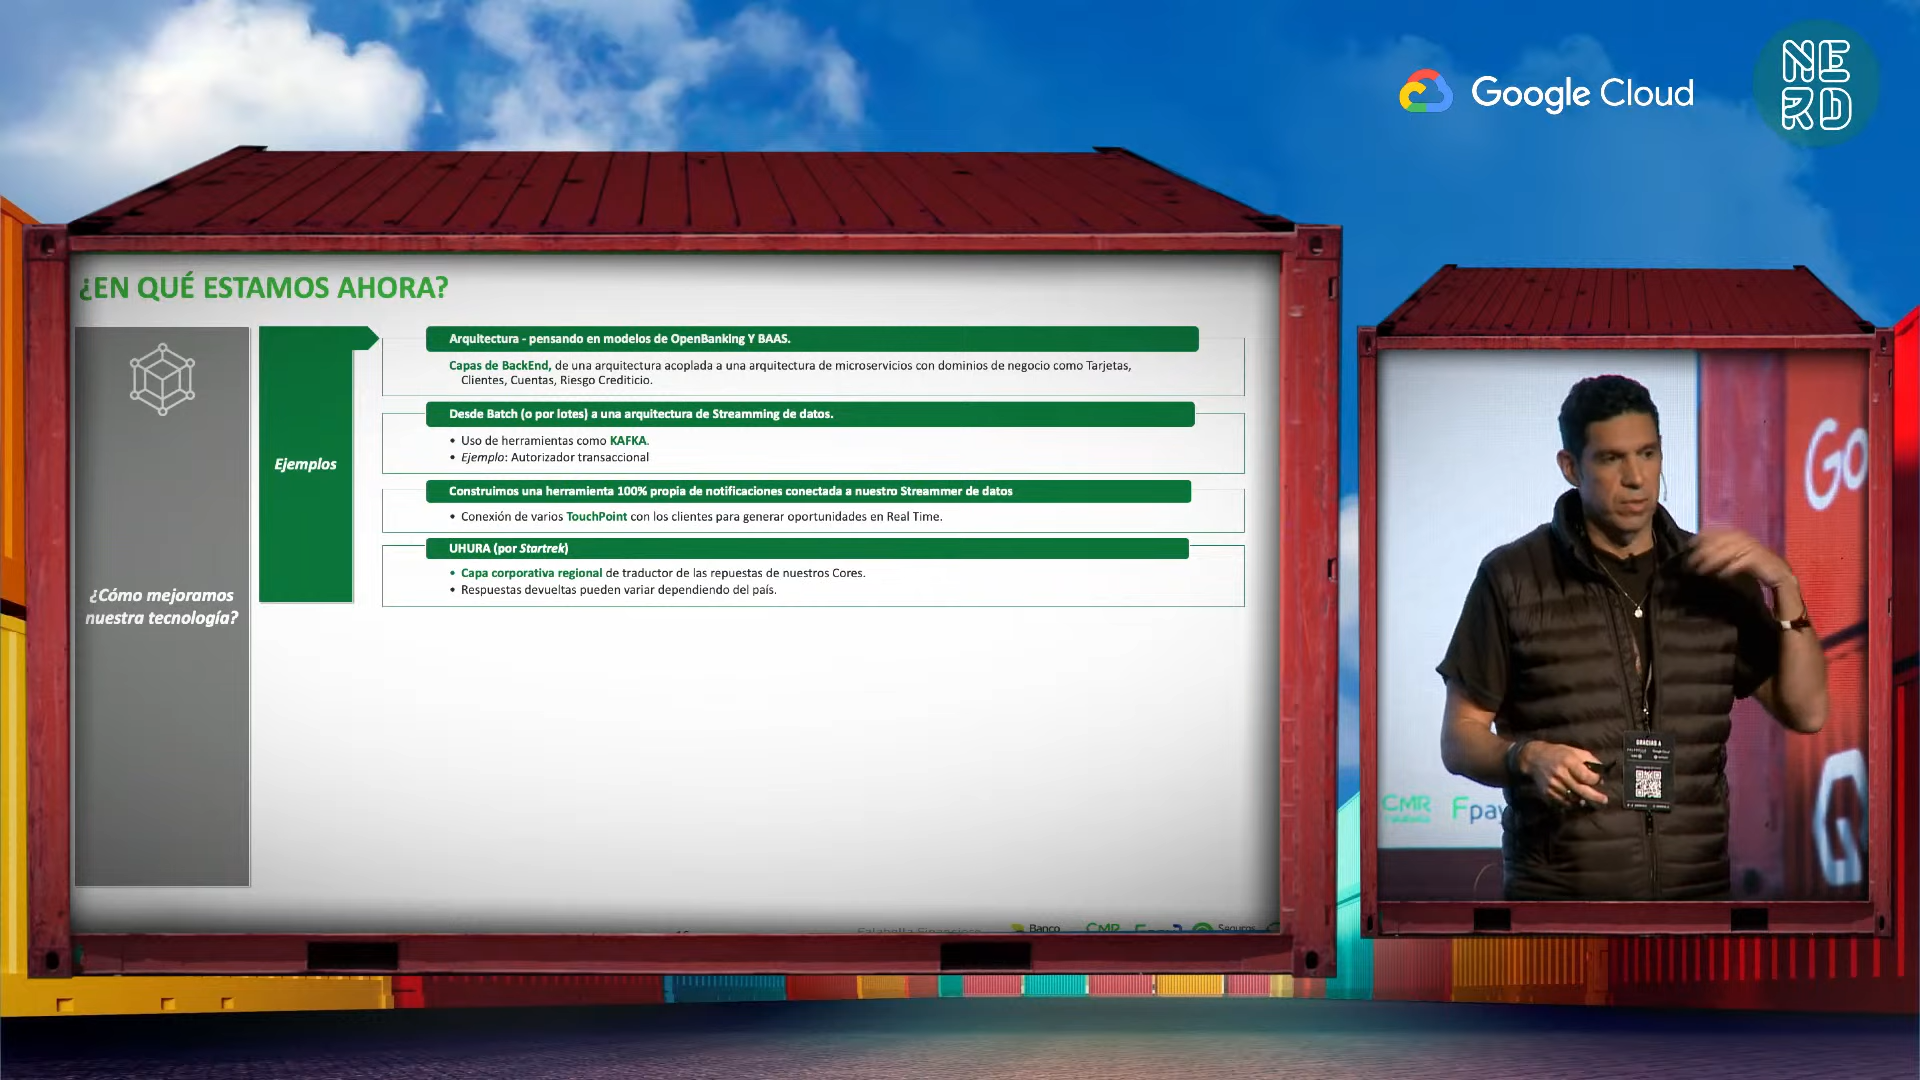 Google Cloud
NE
RD
¿EN QUÉ ESTAMOS AHORA?
¿Cómo mejoramos
nuestra tecnología?
Ejemplos
Arquitectura - pensando en modelos de OpenBanking Y BAAS.
Capas de BackEnd, de una arquitectura acoplada a una arquitectura de microservicios con dominios de negocio como Tarjetas,
Clientes, Cuentas, Riesgo Crediticio.
Desde Batch (o por lotes) a una arquitectura de Streamming de datos.
• Uso de herramientas como KAFKA.
• Ejemplo: Autorizador transaccional
Construimos una herramienta 100% propia de notificaciones conectada a nuestro Streammer de datos
• Conexión de varios TouchPoint con los clientes para generar oportunidades en Real Time.
UHURA (por Startrek)
• Capa corporativa regional de traductor de las repuestas de nuestros Cores.
• Respuestas devueltas pueden variar dependiendo del país.
Banco
CMR
Seguros
GO
GRACIAS A
CMR
Fpay